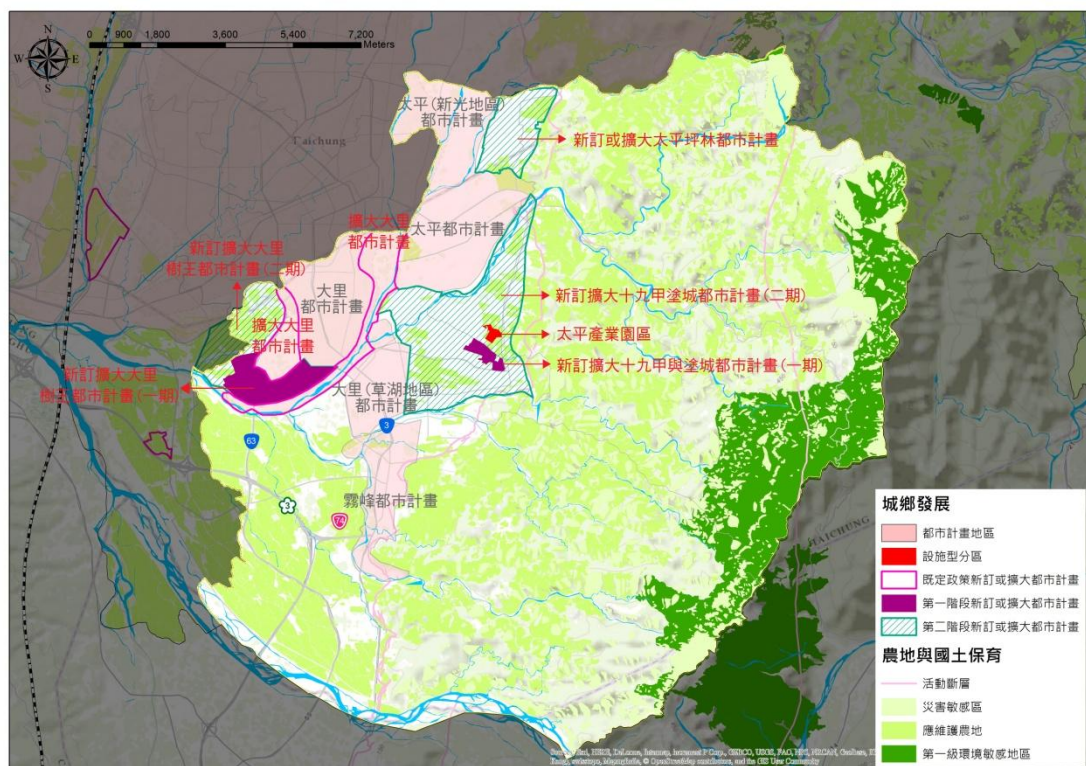 N
W
E
S
0 900 1,800 3,600 5,400 7,200
Meters
太平(新光地區)
都市計畫
Taichung
新訂或擴大太平坪林都市計畫
擴大大里
都市計畫
太平都市計畫
新訂擴大大里
樹王都市計畫(二期)
大里
都市計畫
新訂擴大十九甲塗城都市計畫(二期)
擴大大里
都市計畫
太平產業園區
新訂擴大十九甲與塗城都市計畫(一期)
新訂擴大大里
樹王都市計畫(一期)
大里(草湖地區)
都市計畫
3
63
霧峰都市計畫
3
74
城鄉發展
都市計畫地區
設施型分區
既定政策新訂或擴大都市計畫
第一階段新訂或擴大都市計畫
第二階段新訂或擴大都市計畫
農地與國土保育
活動斷層
災害敏感區
應維護農地
第一級環境敏感地區